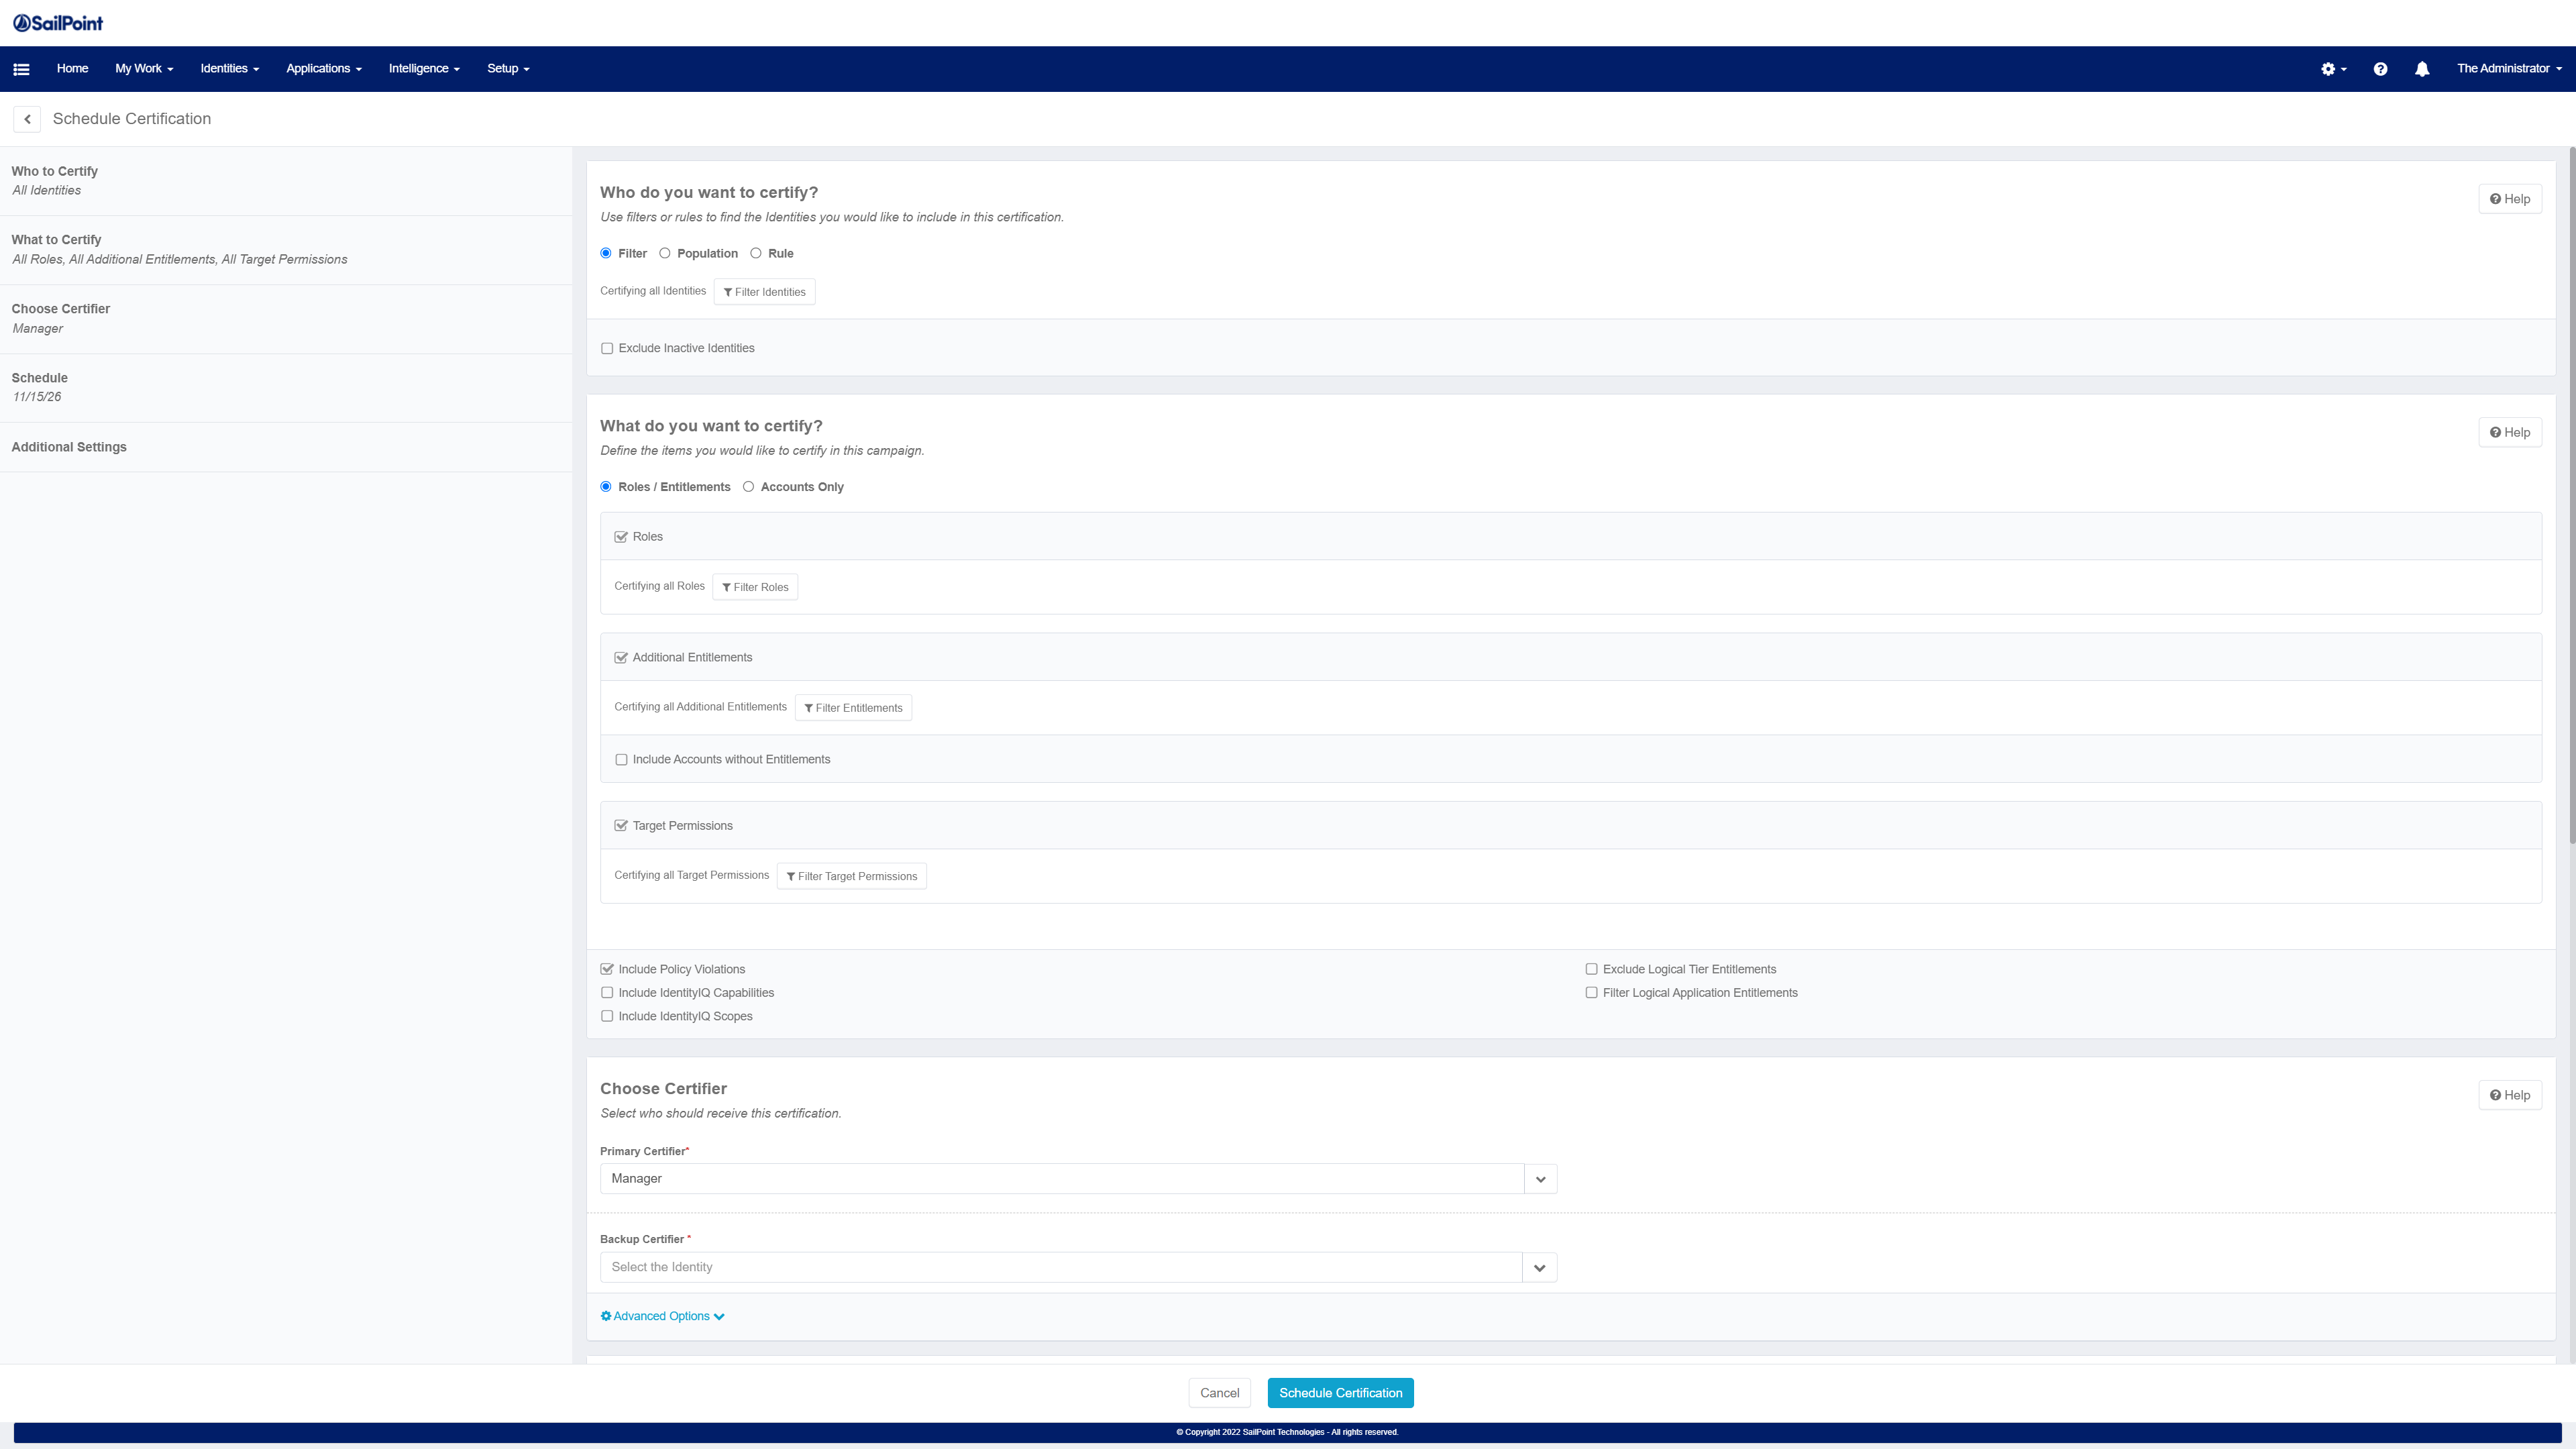 SailPoint
Home My Work Identities Applications Intelligence Setup The Administrator
Schedule Certification
Who to Certify
All Identities
What to Certify
All Roles, All Additional Entitlements, All Target Permissions
Choose Certifier
Manager
Schedule
11/15/26
Additional Settings
Who do you want to certify?
Help
Use filters or rules to find the Identities you would like to include in this certification.
Filter Population Rule
Certifying all Identities Filter Identities
Exclude Inactive Identities
What do you want to certify?
Help
Define the items you would like to certify in this campaign.
Roles / Entitlements Accounts Only
Roles
Certifying all Roles Filter Roles
Additional Entitlements
Certifying all Additional Entitlements Filter Entitlements
Include Accounts without Entitlements
Target Permissions
Certifying all Target Permissions Filter Target Permissions
Include Policy Violations Exclude Logical Tier Entitlements
Include IdentityIQ Capabilities Filter Logical Application Entitlements
Include IdentityIQ Scopes
Choose Certifier
Help
Select who should receive this certification.
Primary Certifier*
Manager
Backup Certifier *
Select the Identity
Advanced Options
Cancel Schedule Certification
© Copyright 2022 SailPoint Technologies - All rights reserved.